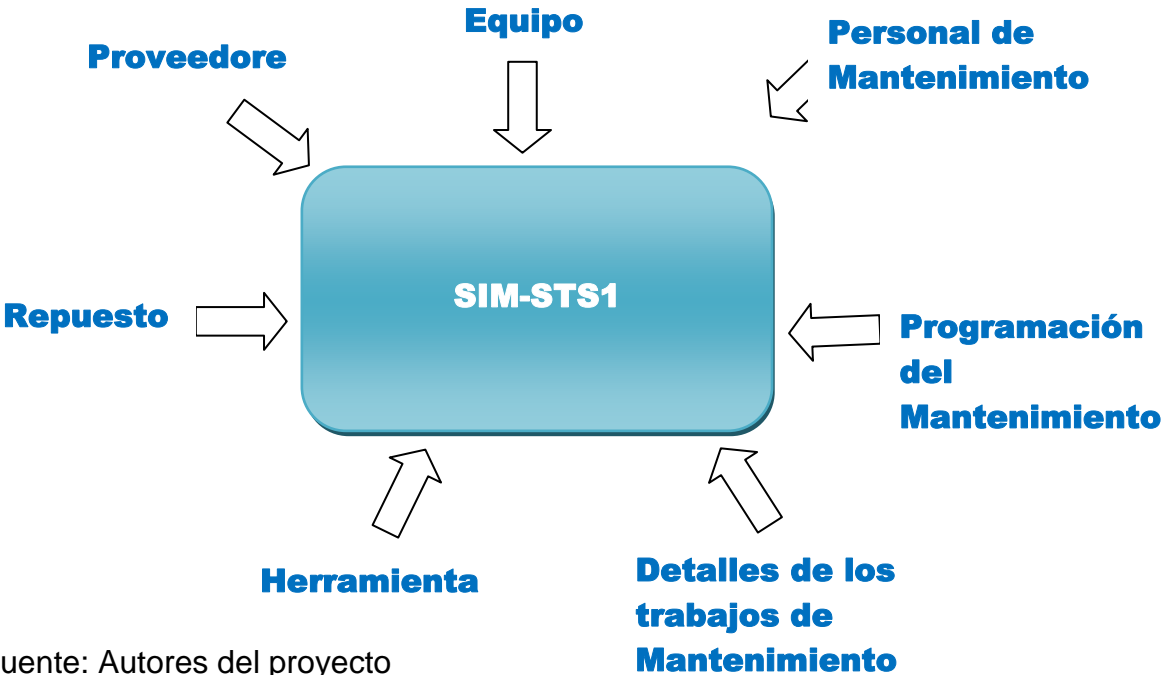 Equipo
Proveedore
Personal de
Mantenimiento
SIM-STS1
Repuesto
Programación
del
Mantenimiento
Herramienta
Detalles de los
trabajos de
Mantenimiento
uente: Autores del proyecto